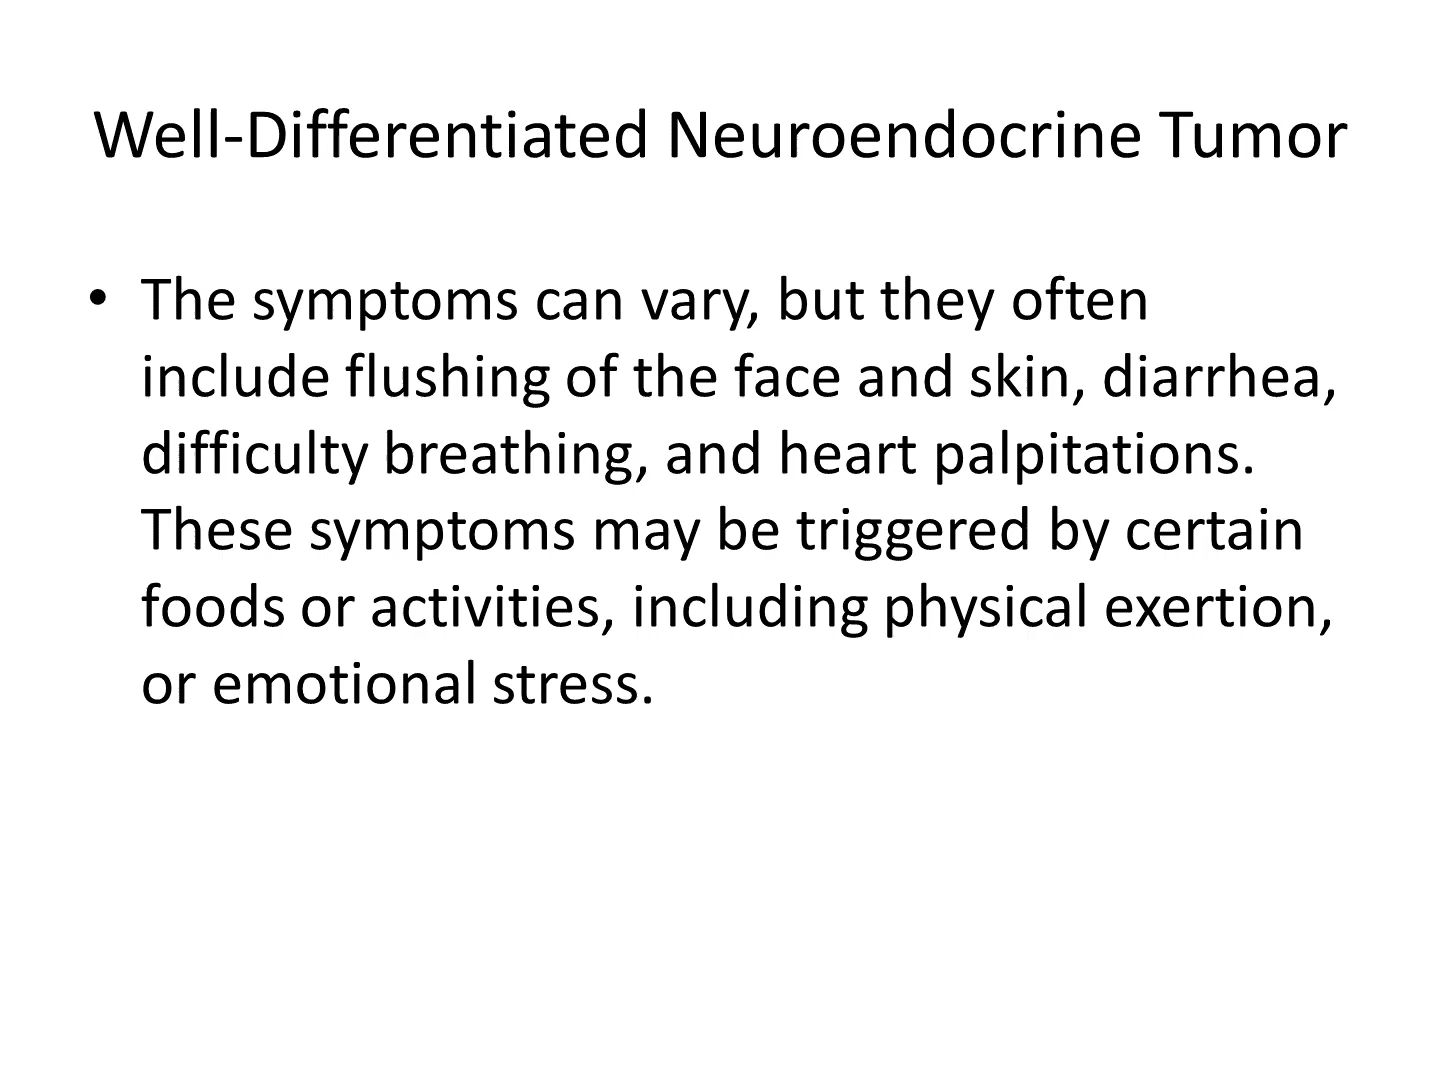 Well-Differentiated Neuroendocrine Tumor
• The symptoms can vary, but they often
include flushing of the face and skin, diarrhea,
difficulty breathing, and heart palpitations.
These symptoms may be triggered by certain
foods or activities, including physical exertion,
or emotional stress.